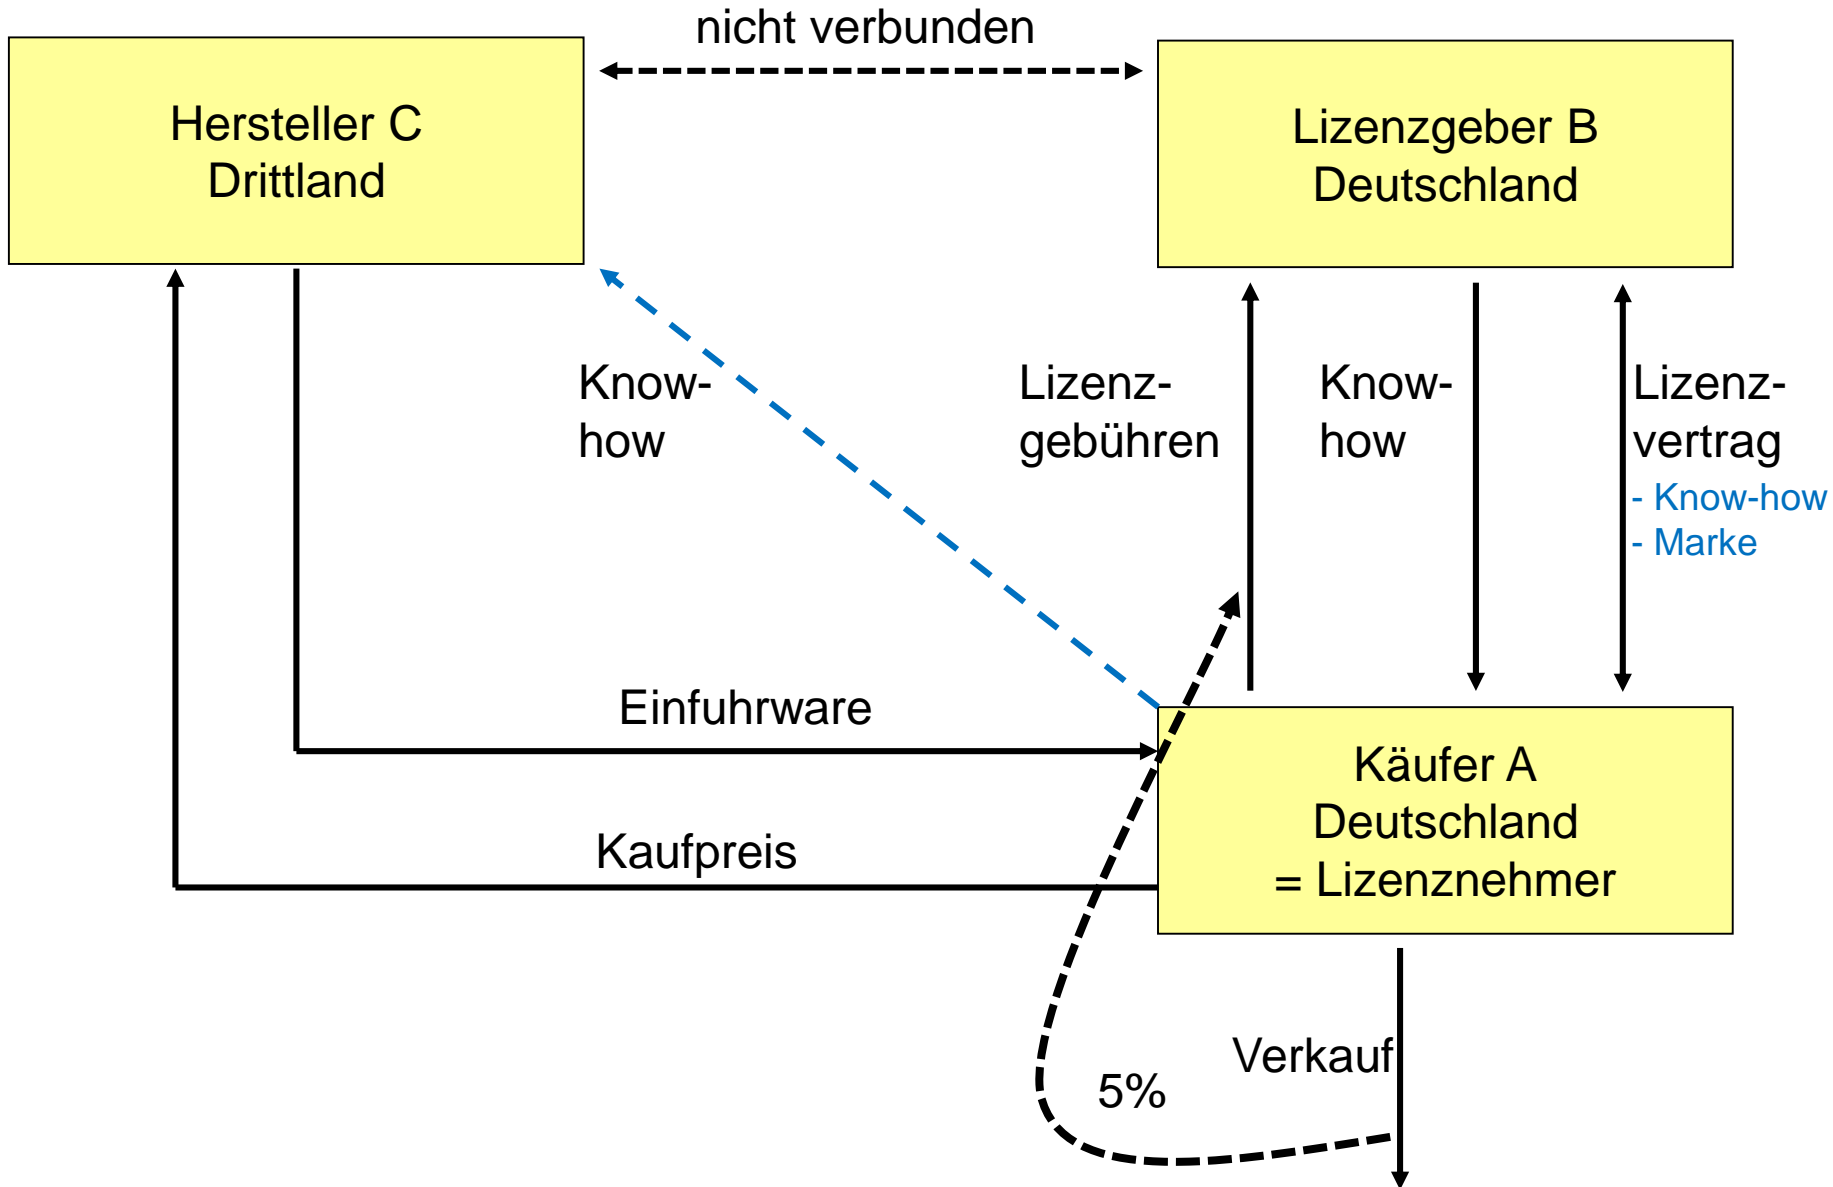 nicht verbunden
Hersteller C
Drittland
Lizenzgeber B
Deutschland
Know-
how
Lizenz-
gebühren
Know-
how
Lizenz-
vertrag
- Know-how
- Marke
Einfuhrware
Kaufpreis
Käufer A
Deutschland
= Lizenznehmer
Verkauf
5%